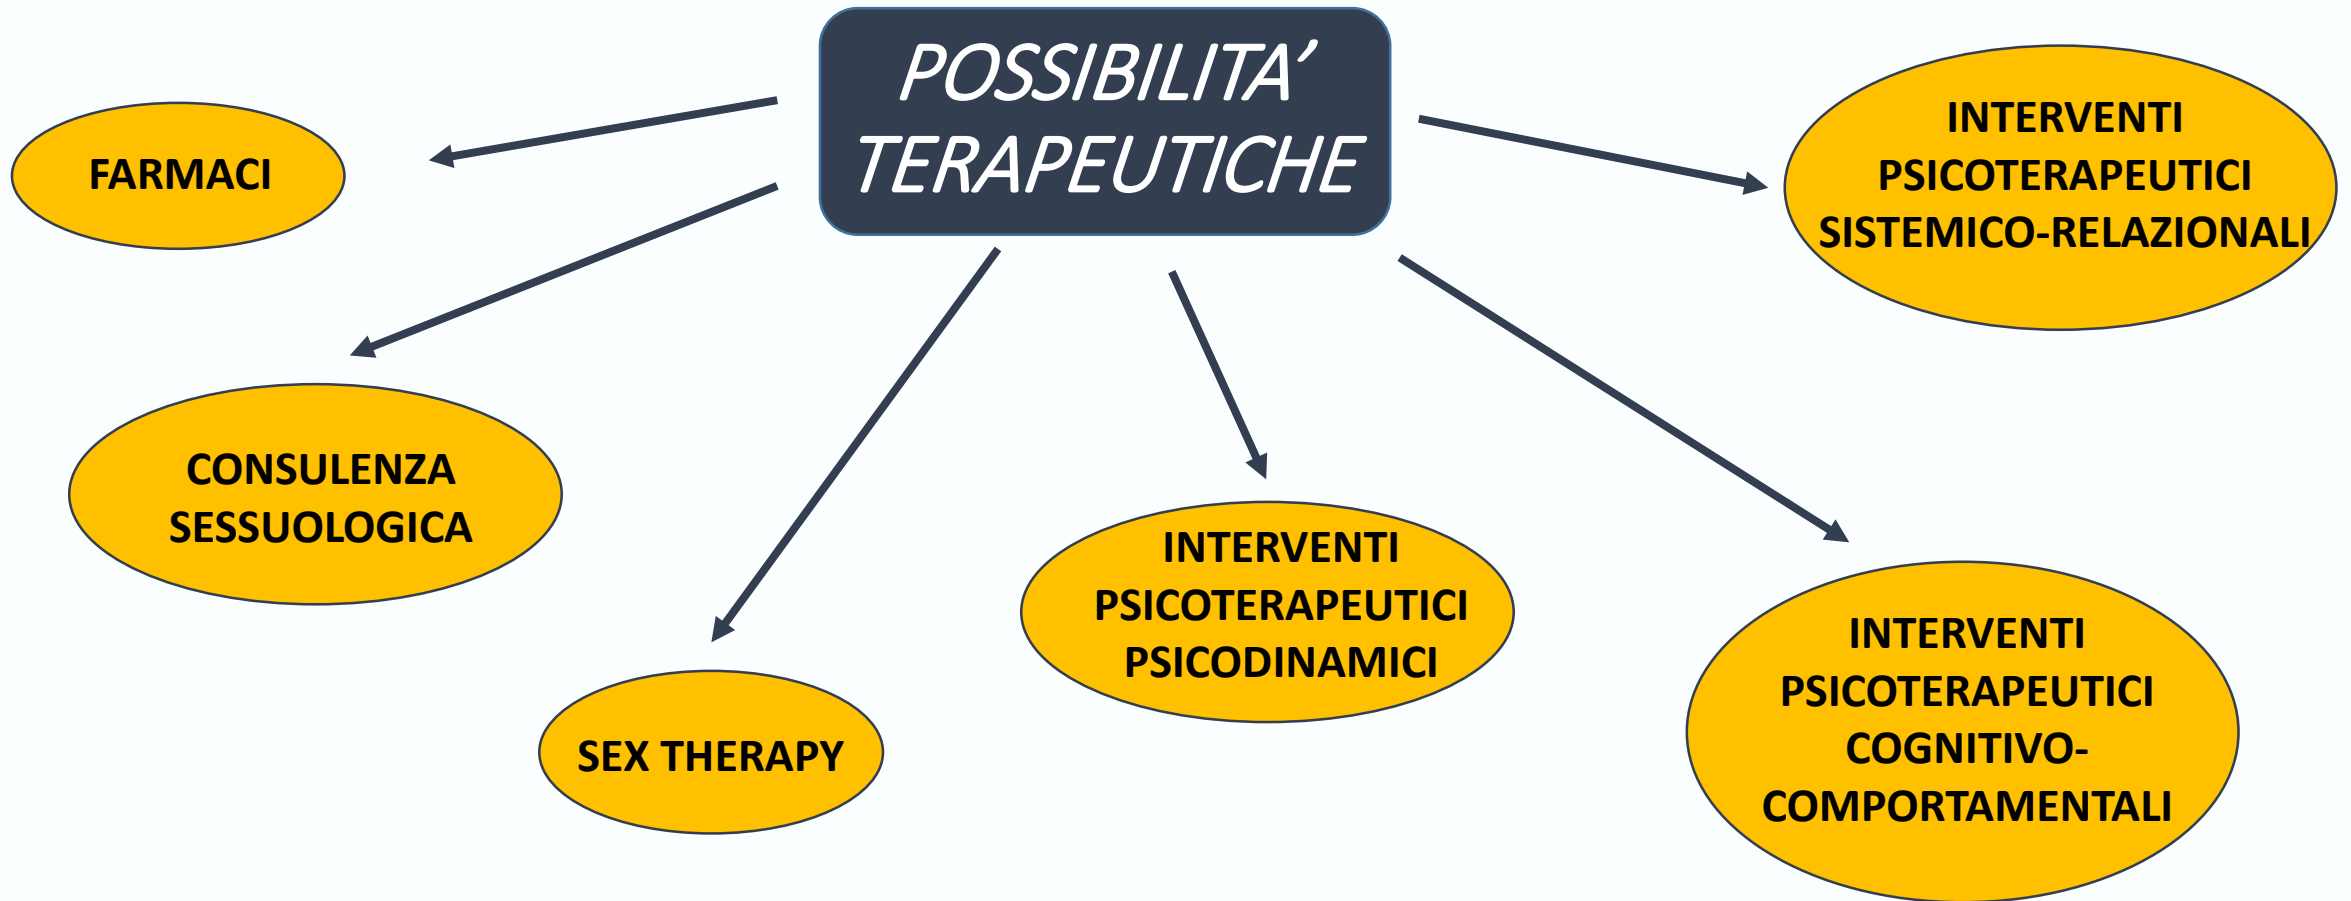 POSSIBILITA’
TERAPEUTICHE
FARMACI
INTERVENTI
PSICOTERAPEUTICI
SISTEMICO-RELAZIONALI
CONSULENZA
SESSUOLOGICA
SEX THERAPY
INTERVENTI
PSICOTERAPEUTICI
PSICODINAMICI
INTERVENTI
PSICOTERAPEUTICI
COGNITIVO-
COMPORTAMENTALI